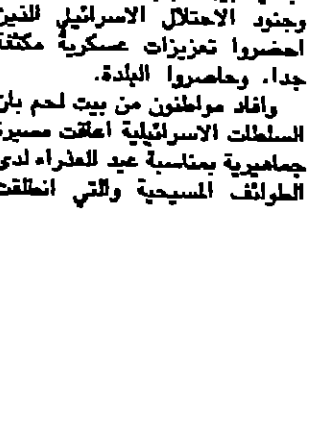 وجنود الاحتلال الاسرائيلي الذين
احضروا تعزيزات عسكرية مكثفة
جدا. وحاصروا البلدة.
وافاد مواطنون من بيت لحم بان
السلطات الاسرائيلية اعاقت مسيرة
جماهيرية بمناسبة عيد العذراء لدى
الطوائف المسيحية والتي انطلقت